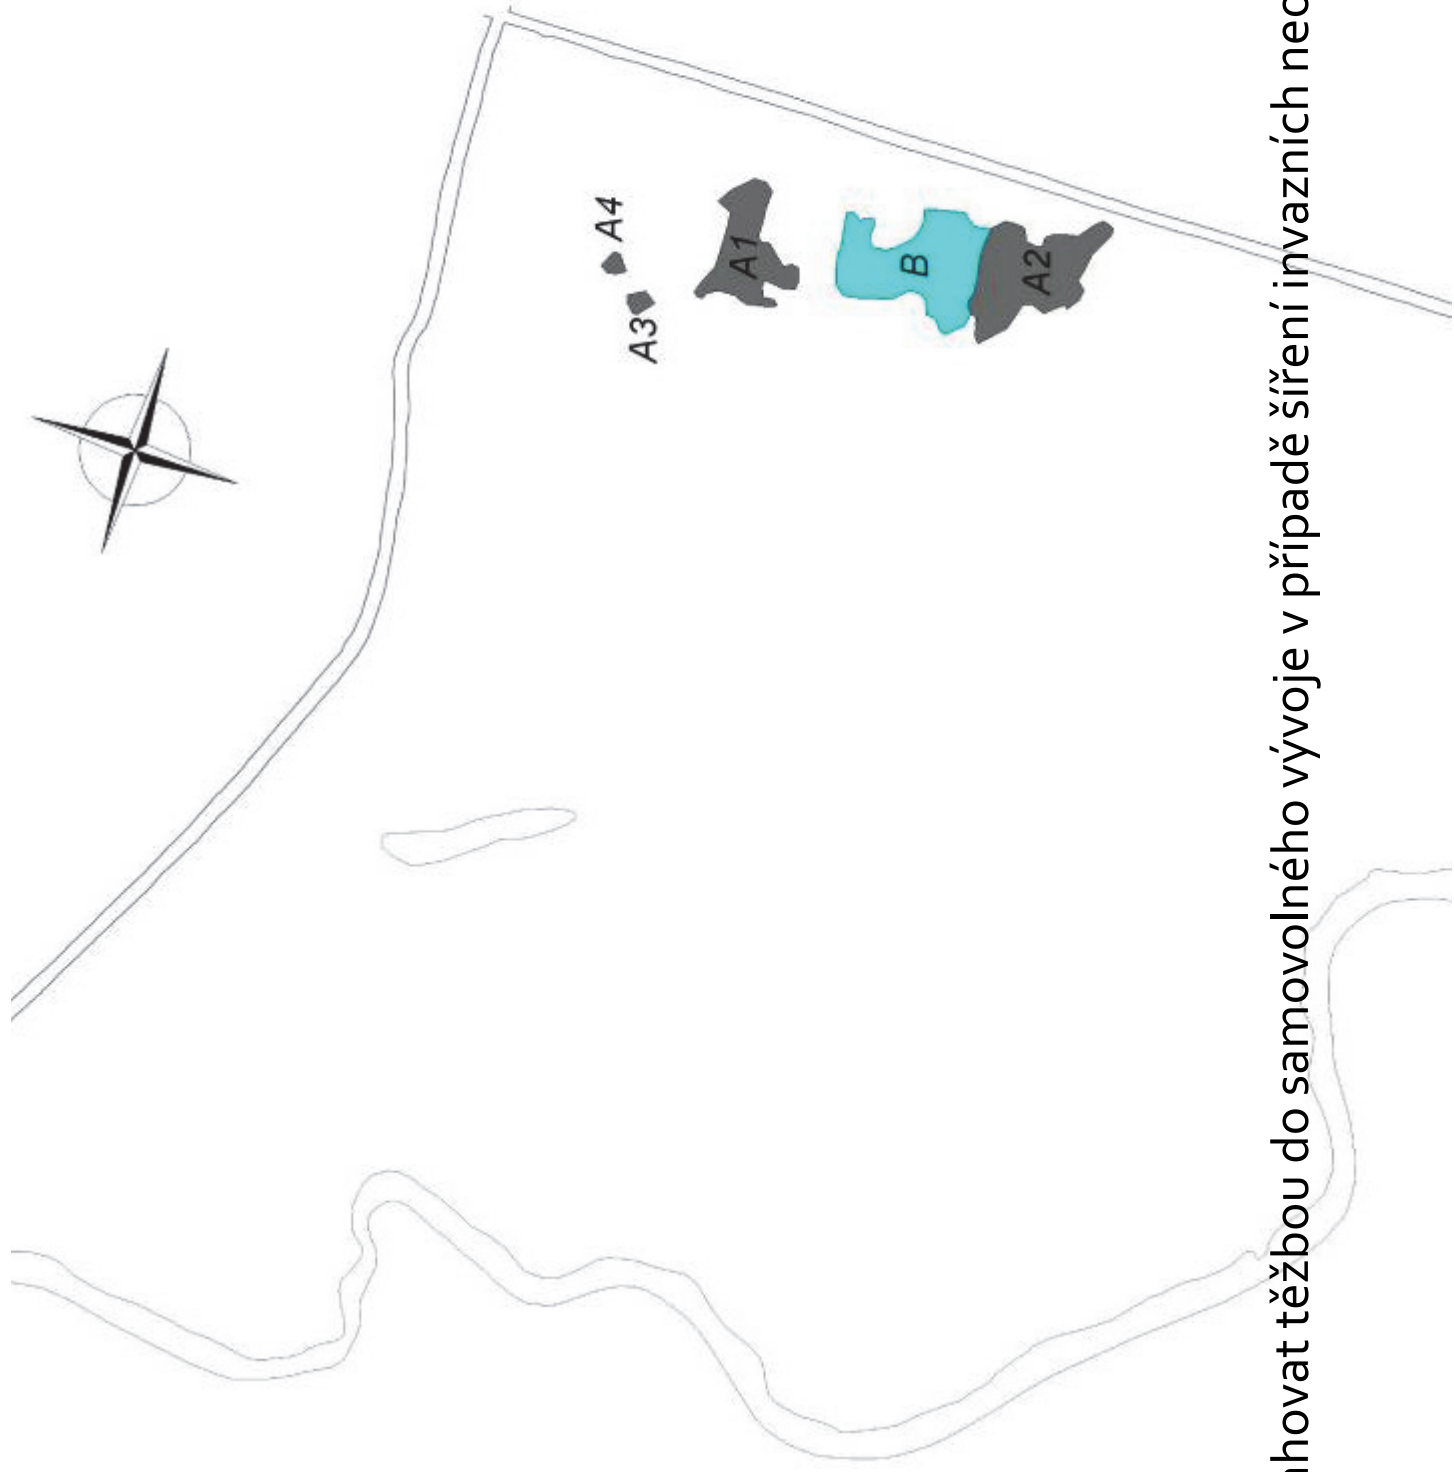 A4
A3
A1
B
A2
hovat těžbou do samovolného vývoje v případě šíření invazních nec